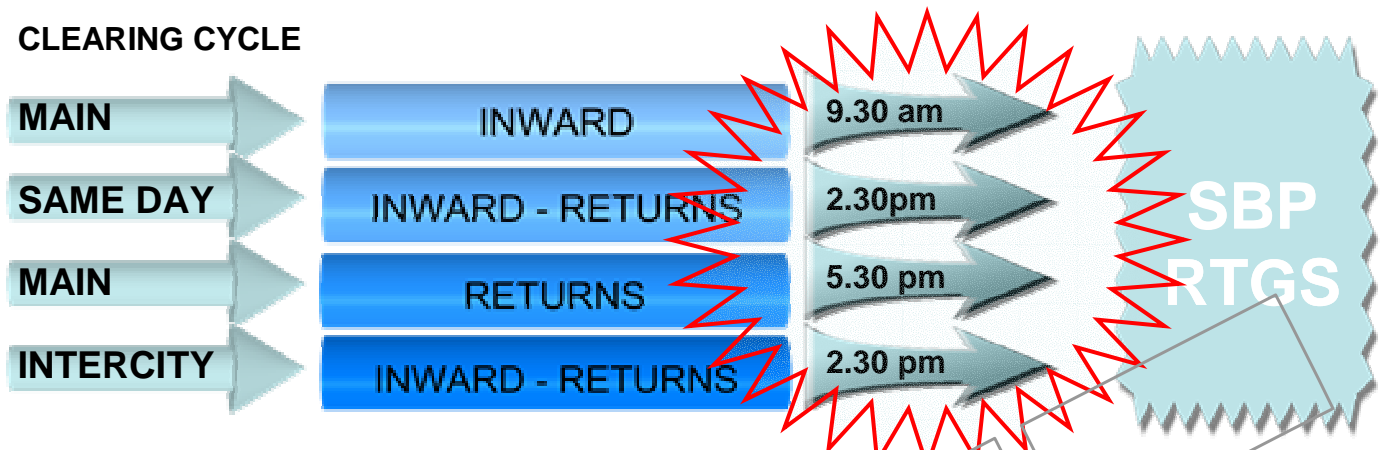 CLEARING CYCLE
MAIN INWARD 9.30 am
SAME DAY INWARD - RETURNS 2.30pm
MAIN RETURNS 5.30 pm
INTERCITY INWARD - RETURNS 2.30 pm
SBP
RTGS